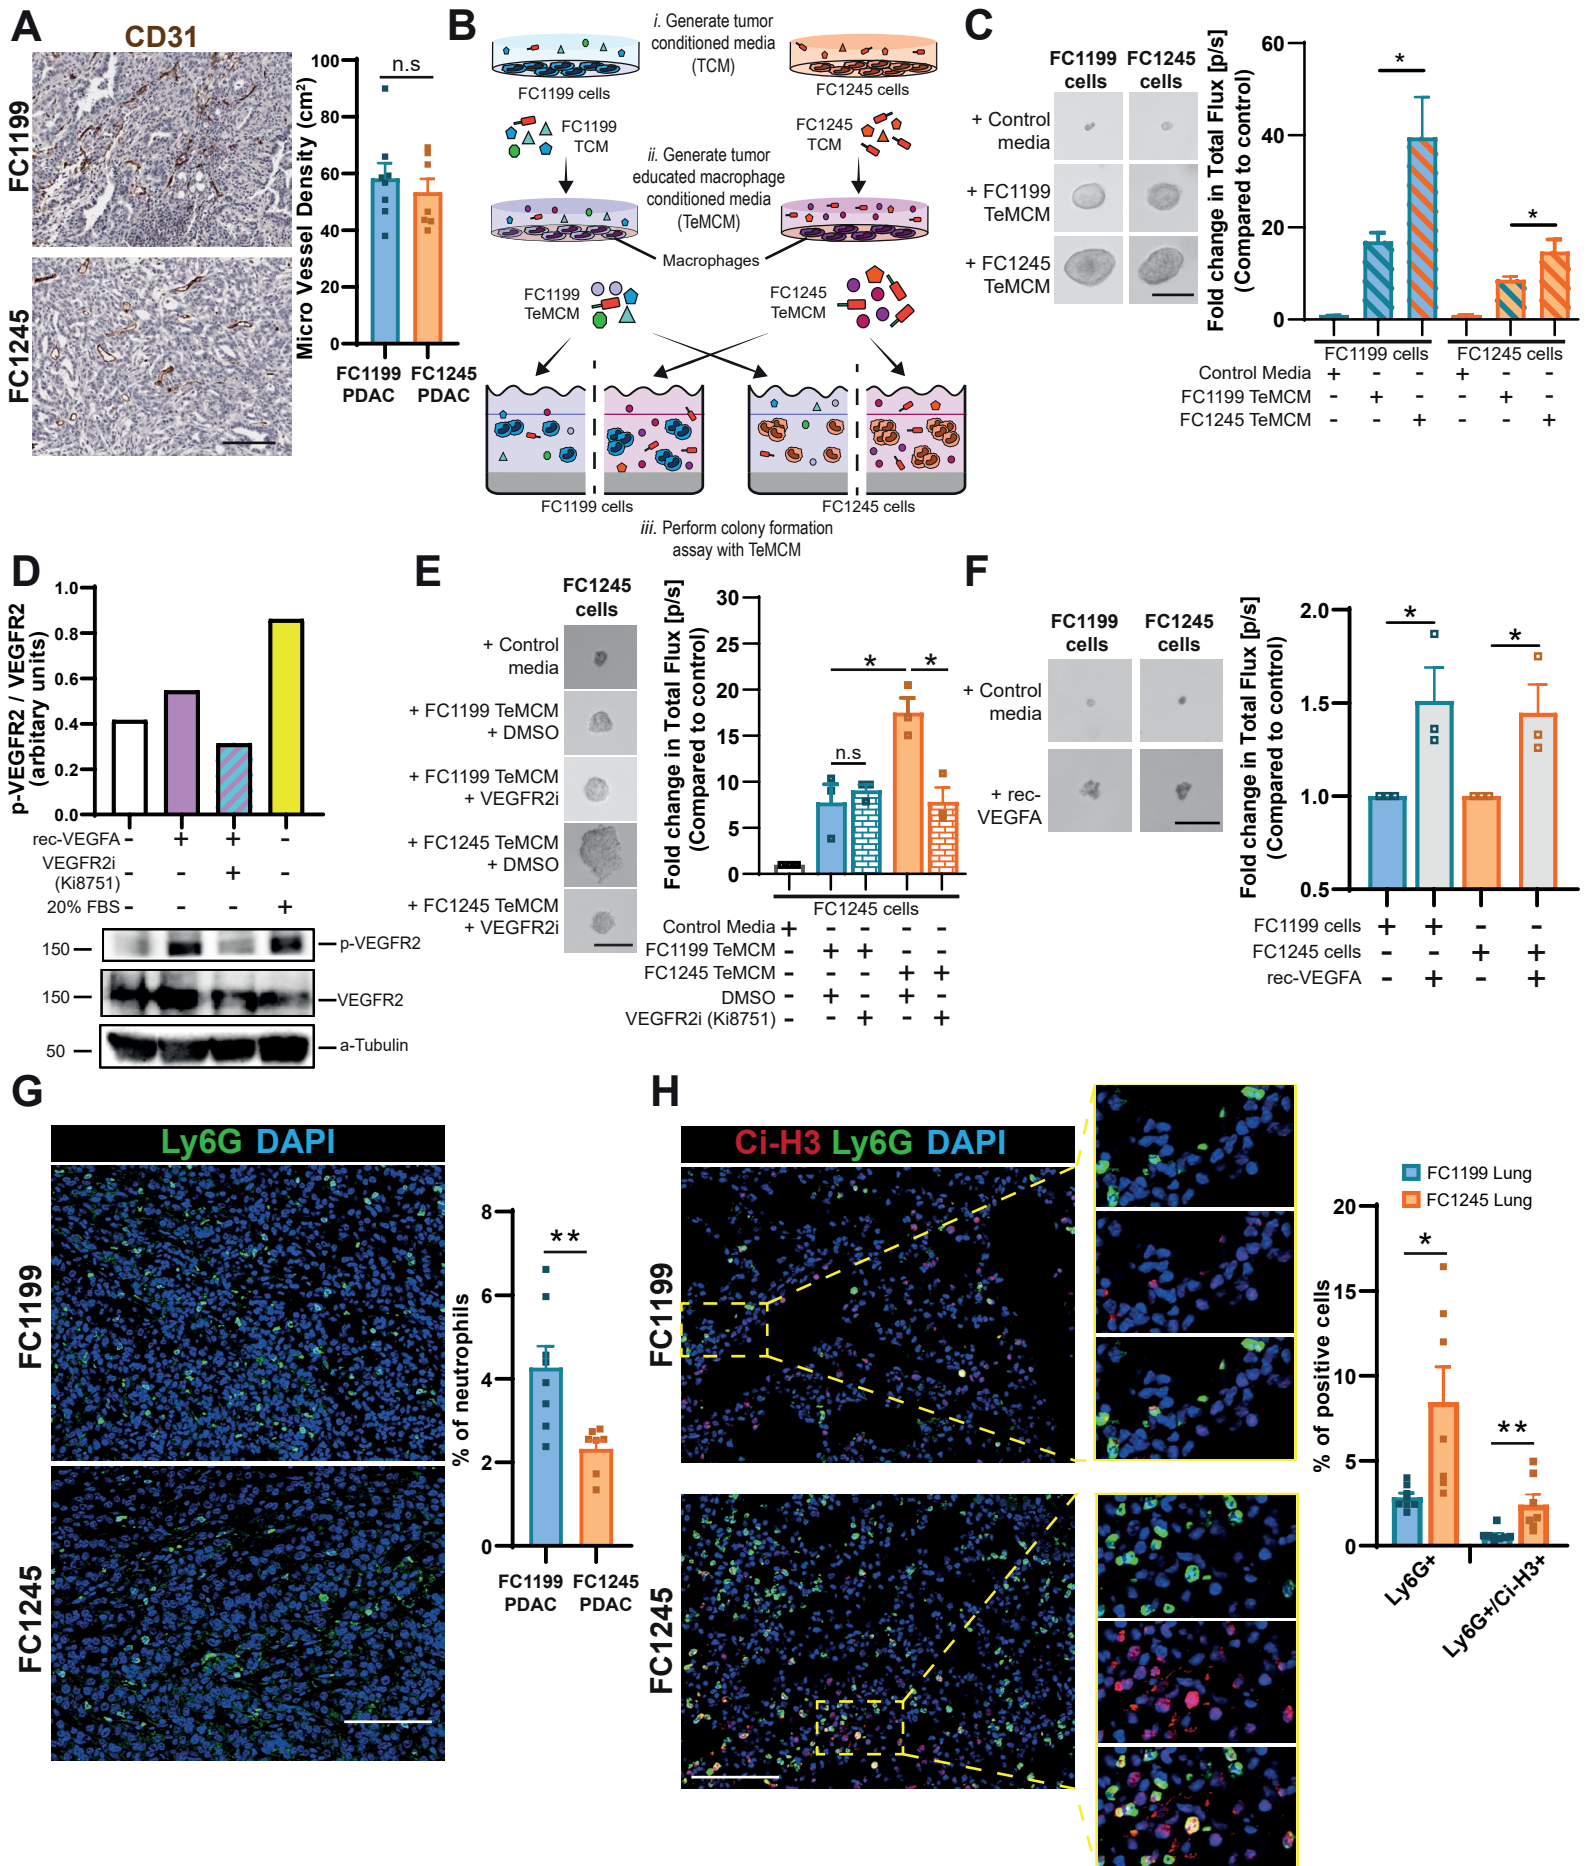 A
CD31
FC1199
FC1245
Micro Vessel Density (cm²)
100
80
60
40
20
0
n.s
FC1199
PDAC
FC1245
PDAC
B
i. Generate tumor
conditioned media
(TCM)
FC1199 cells
FC1245 cells
FC1199
TCM
FC1245
TCM
ii. Generate tumor
educated macrophage
conditioned media
(TeMCM)
Macrophages
FC1199
TeMCM
FC1245
TeMCM
FC1199 cells
FC1245 cells
iii. Perform colony formation
assay with TeMCM
C
FC1199
cells
FC1245
cells
+ Control
media
+ FC1199
TeMCM
+ FC1245
TeMCM
Fold change in Total Flux [p/s]
(Compared to control)
60
40
20
0
*
*
FC1199 cells
FC1245 cells
Control Media + - - + - -
FC1199 TeMCM - + - - + -
FC1245 TeMCM - - + - - +
D
p-VEGFR2 / VEGFR2
(arbitary units)
1.0
0.8
0.6
0.4
0.2
0.0
rec-VEGFA - + + -
VEGFR2i
(Ki8751) - - + -
20% FBS - - - +
150
p-VEGFR2
150
VEGFR2
50
a-Tubulin
E
FC1245
cells
+ Control
media
+ FC1199 TeMCM
+ DMSO
+ FC1199 TeMCM
+ VEGFR2i
+ FC1245 TeMCM
+ DMSO
+ FC1245 TeMCM
+ VEGFR2i
Fold change in Total Flux [p/s]
(Compared to control)
30
25
20
15
10
5
0
n.s
*
*
FC1245 cells
Control Media + - - - -
FC1199 TeMCM - + + - -
FC1245 TeMCM - - - + +
DMSO - + - + -
VEGFR2i (Ki8751) - - + - +
F
FC1199
cells
FC1245
cells
+ Control
media
+ rec-
VEGFA
Fold change in Total Flux [p/s]
(Compared to control)
2.0
1.5
1.0
0.5
*
*
FC1199 cells + + - -
FC1245 cells - - + +
rec-VEGFA - + - +
G
Ly6G DAPI
FC1199
FC1245
% of neutrophils
8
6
4
2
0
**
FC1199
PDAC
FC1245
PDAC
H
Ci-H3 Ly6G DAPI
FC1199
FC1245
FC1199 Lung
FC1245 Lung
% of positive cells
20
15
10
5
0
*
**
Ly6G+
Ly6G+/Ci-H3+